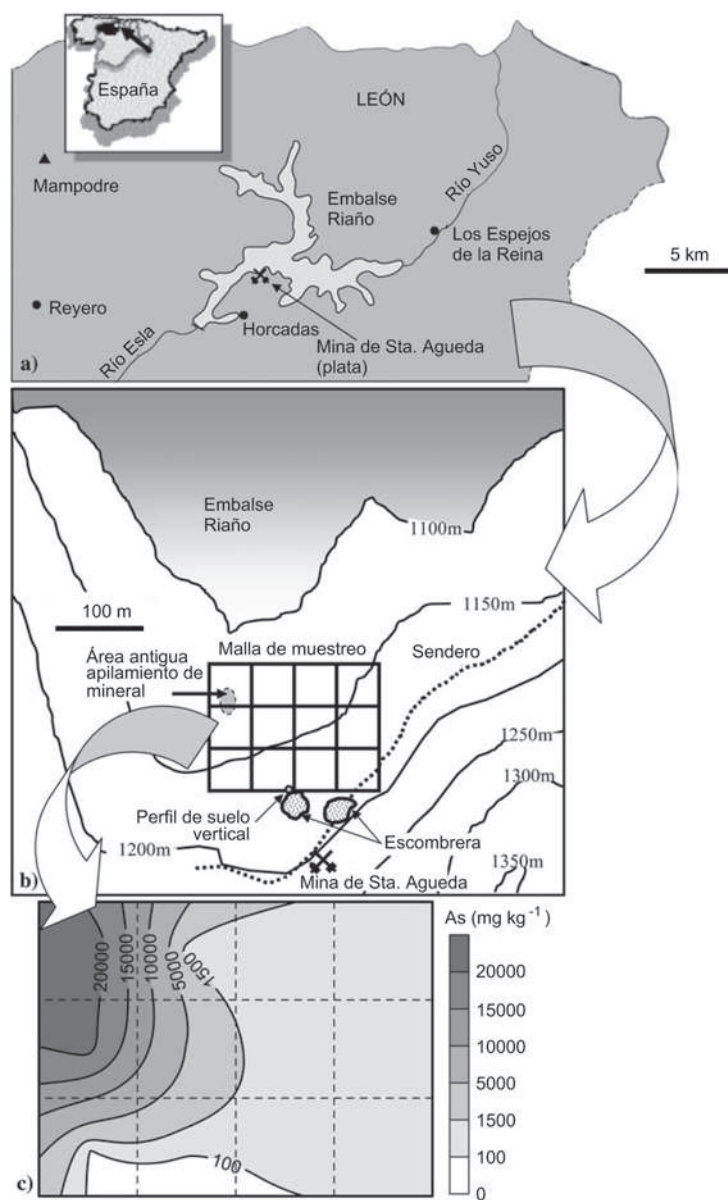 España
LEÓN
Mampodre
Embalse
Riaño
Río Yuso
Los Espejos
de la Reina
5 km
Reyero
Horcadas
Río Esla
Mina de Sta. Agueda
(plata)
a)
Embalse
Riaño
1100m
100 m
1150m
Malla de muestreo
Sendero
Área antigua
apilamiento de
mineral
1250m
1300m
Perfil de suelo
vertical
Escombrera
1200m
1350m
b)
Mina de Sta. Agueda
As (mg kg⁻¹)
20000
15000
10000
5000
1500
100
20000
15000
10000
5000
1500
100
0
c)